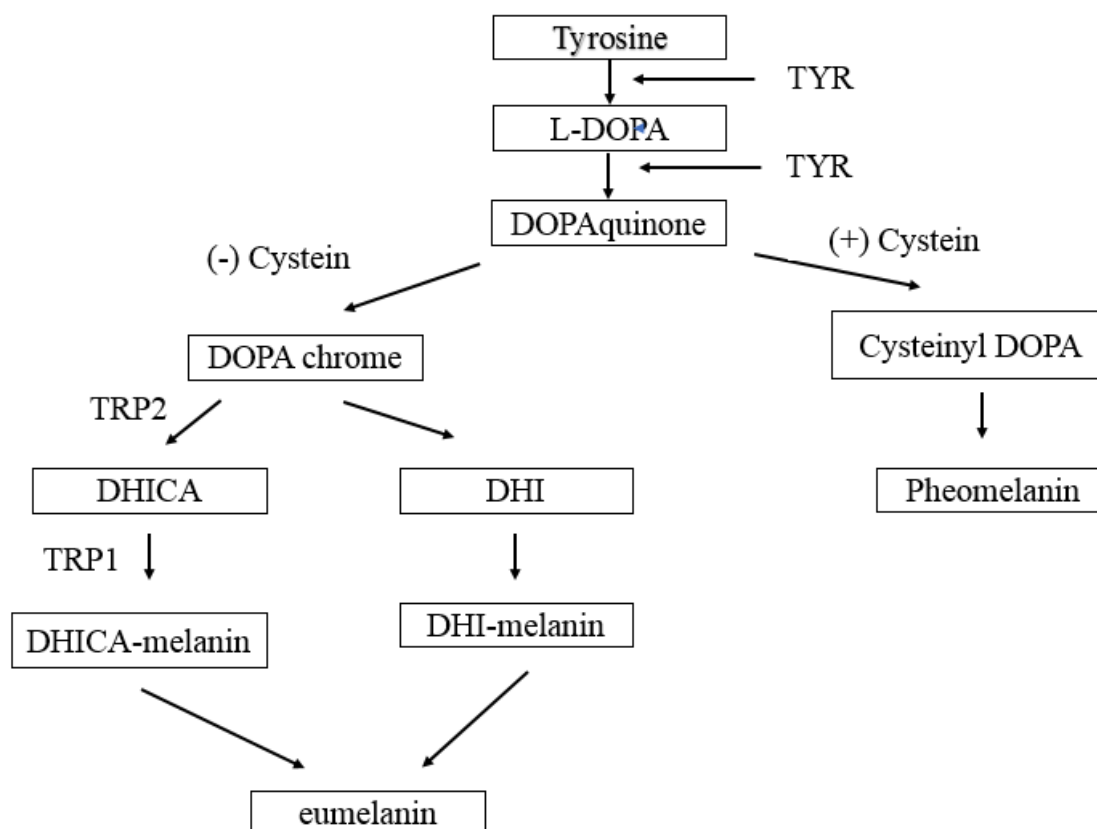 Tyrosine
TYR
L-DOPA
TYR
DOPAquinone
(-) Cystein
(+) Cystein
DOPA chrome
Cysteinyl DOPA
TRP2
DHICA
DHI
Pheomelanin
TRP1
DHICA-melanin
DHI-melanin
eumelanin